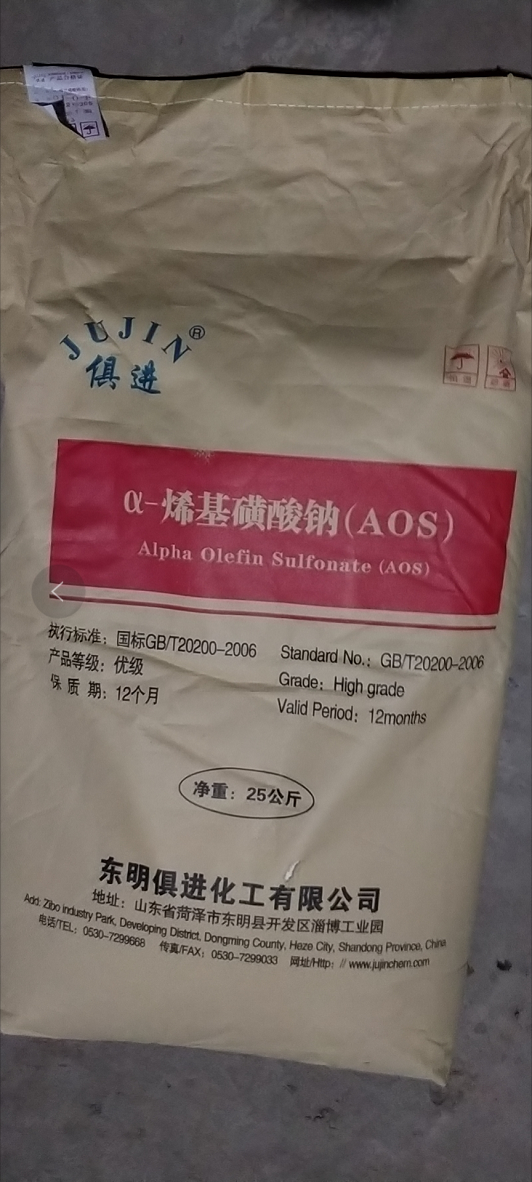 JUJIN®
俱进
α-烯基磺酸钠(AOS)
Alpha Olefin Sulfonate (AOS)
执行标准：国标GB/T20200-2006
产品等级：优级
保 质 期：12个月
Standard No.：GB/T20200-2006
Grade：High grade
Valid Period：12months
净重：25公斤
东明俱进化工有限公司
地址：山东省菏泽市东明县开发区淄博工业园
Add: Zibo industry Park, Developing District, Dongming County, Heze City, Shandong Province, China
电话/TEL：0530-7299668 传真/FAX：0530-7299033 网址/Http：// www.jujinchem.com